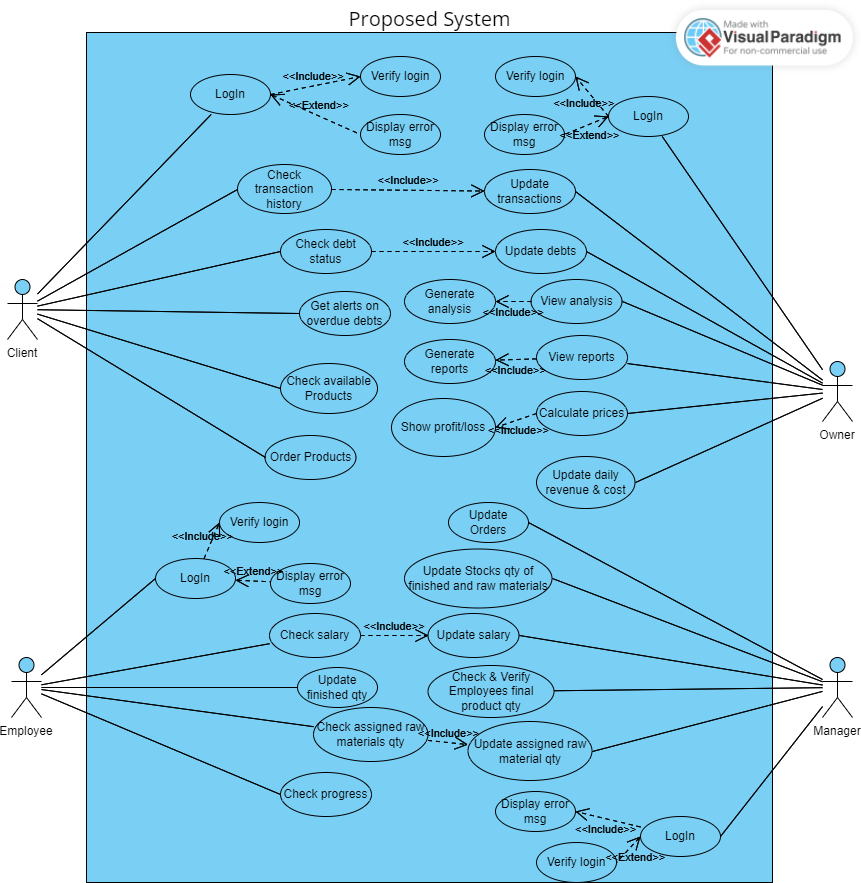 Proposed System
Made with
VisualParadigm
For non-commercial use
LogIn
<<Include>>
Verify login
<<Extend>>
Display error
msg
Verify login
<<Include>>
LogIn
Display error
msg
<<Extend>>
Check
transaction
history
<<Include>>
Update
transactions
Check debt
status
<<Include>>
Update debts
Get alerts on
overdue debts
Generate
analysis
<<Include>>
View analysis
Client
Generate
reports
<<Include>>
View reports
Check available
Products
Show profit/loss
<<Include>>
Calculate prices
Owner
Order Products
Update daily
revenue & cost
Verify login
<<Include>>
LogIn
<<Extend>>
Display error
msg
Update
Orders
Update Stocks qty of
finished and raw materials
Check salary
<<Include>>
Update salary
Update
finished qty
Check & Verify
Employees final
product qty
Employee
Check assigned raw
materials qty
<<Include>>
Update assigned raw
material qty
Manager
Check progress
Display error
msg
<<Include>>
LogIn
Verify login
<<Extend>>